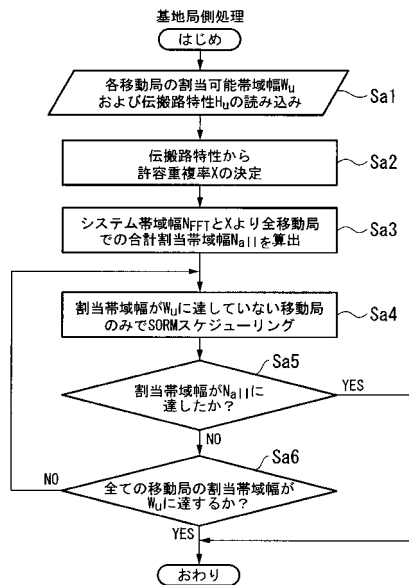 基地局側処理
はじめ
各移動局の割当可能帯域幅Wu
および伝搬路特性Huの読み込み
Sa1
伝搬路特性から
許容重複率Xの決定
Sa2
システム帯域幅NFFTとXより全移動局
での合計割当帯域幅Nallを算出
Sa3
割当帯域幅がWuに達していない移動局
のみでSORMスケジューリング
Sa4
Sa5
割当帯域幅がNallに
達したか?
YES
NO
Sa6
全ての移動局の割当帯域幅が
Wuに達するか?
NO
YES
おわり